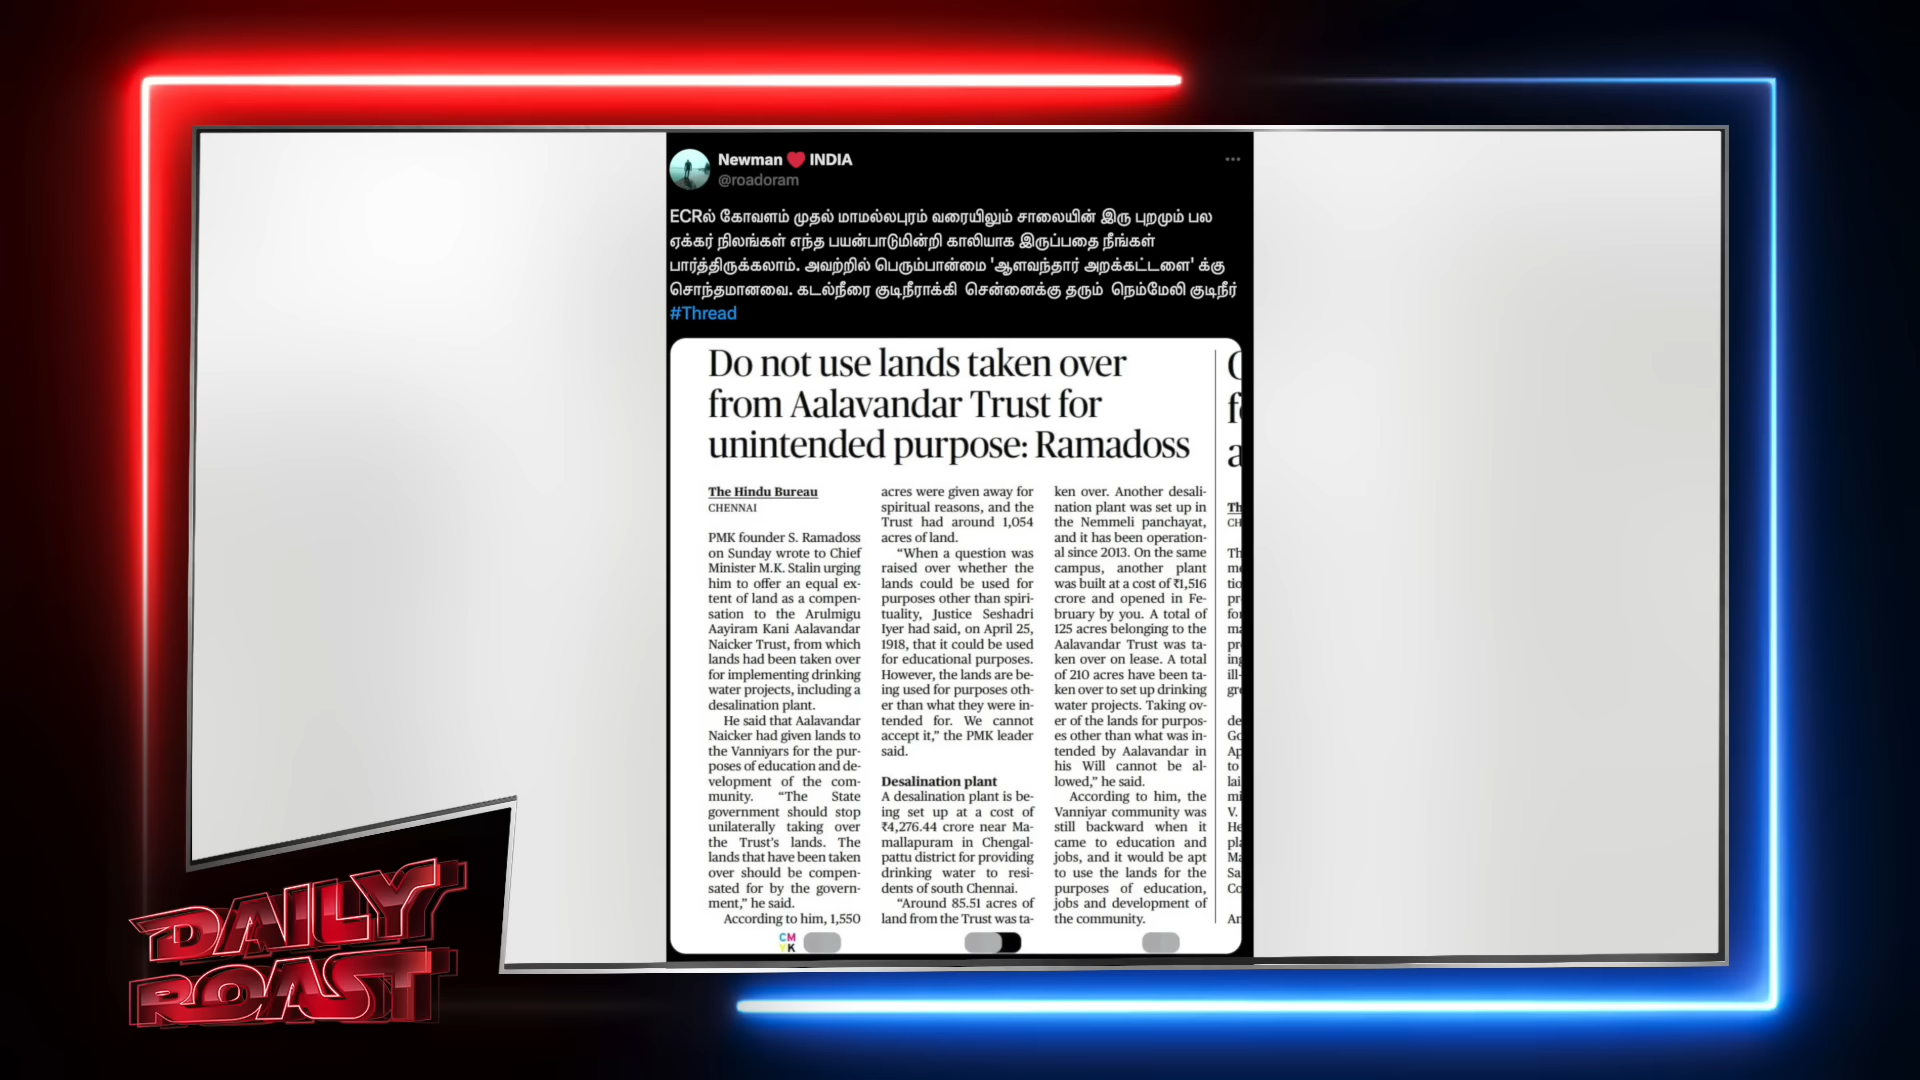 Newman ❤️ INDIA
@roadoram
ECRல் கோவளம் முதல் மாமல்லபுரம் வரையிலும் சாலையின் இரு புறமும் பல
ஏக்கர் நிலங்கள் எந்த பயன்பாடுமின்றி காலியாக இருப்பதை நீங்கள்
பார்த்திருக்கலாம். அவற்றில் பெரும்பான்மை 'ஆளவந்தார் அறக்கட்டளை' க்கு
சொந்தமானவை. கடல்நீரை குடிநீராக்கி சென்னைக்கு தரும் நெம்மேலி குடிநீர்
#Thread
Do not use lands taken over
from Aalavandar Trust for
unintended purpose: Ramadoss
The Hindu Bureau
CHENNAI
PMK founder S. Ramadoss
on Sunday wrote to Chief
Minister M.K. Stalin urging
him to offer an equal ex-
tent of land as a compen-
sation to the Arulmigu
Aayiram Kani Aalavandar
Naicker Trust, from which
lands had been taken over
for implementing drinking
water projects, including a
desalination plant.
He said that Aalavandar
Naicker had given lands to
the Vanniyars for the pur-
poses of education and de-
velopment of the com-
munity. “The State
government should stop
unilaterally taking over
the Trust’s lands. The
lands that have been taken
over should be compen-
sated for by the govern-
ment,” he said.
According to him, 1,550
acres were given away for
spiritual reasons, and the
Trust had around 1,054
acres of land.
“When a question was
raised over whether the
lands could be used for
purposes other than spiri-
tuality, Justice Seshadri
Iyer had said, on April 25,
1918, that it could be used
for educational purposes.
However, the lands are be-
ing used for purposes oth-
er than what they were in-
tended for. We cannot
accept it,” the PMK leader
said.
Desalination plant
A desalination plant is be-
ing set up at a cost of
₹4,276.44 crore near Ma-
mallapuram in Chengal-
pattu district for providing
drinking water to resi-
dents of south Chennai.
“Around 85.51 acres of
land from the Trust was ta-
ken over. Another desali-
nation plant was set up in
the Nemmeli panchayat,
and it has been operation-
al since 2013. On the same
campus, another plant
was built at a cost of ₹1,516
crore and opened in Fe-
bruary by you. A total of
125 acres belonging to the
Aalavandar Trust was ta-
ken over on lease. A total
of 210 acres have been ta-
ken over to set up drinking
water projects. Taking ov-
er of the lands for purpos-
es other than what was in-
tended by Aalavandar in
his Will cannot be al-
lowed,” he said.
According to him, the
Vanniyar community was
still backward when it
came to education and
jobs, and it would be apt
to use the lands for the
purposes of education,
jobs and development of
the community.
CM
YK
DAILY
ROAST